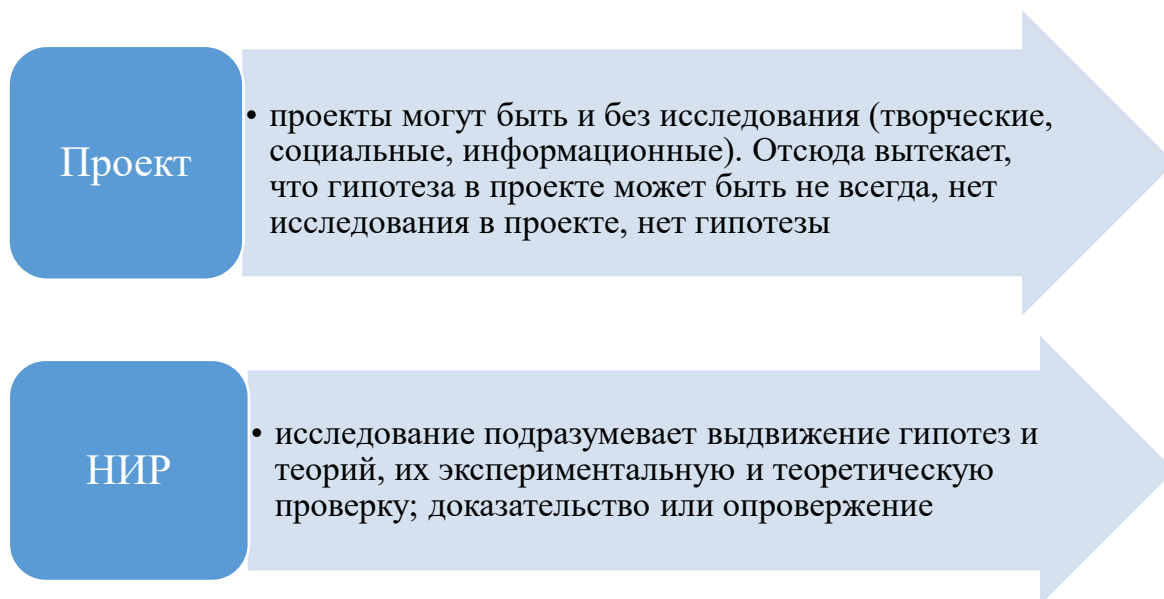 Проект
• проекты могут быть и без исследования (творческие,
социальные, информационные). Отсюда вытекает,
что гипотеза в проекте может быть не всегда, нет
исследования в проекте, нет гипотезы
НИР
• исследование подразумевает выдвижение гипотез и
теорий, их экспериментальную и теоретическую
проверку; доказательство или опровержение